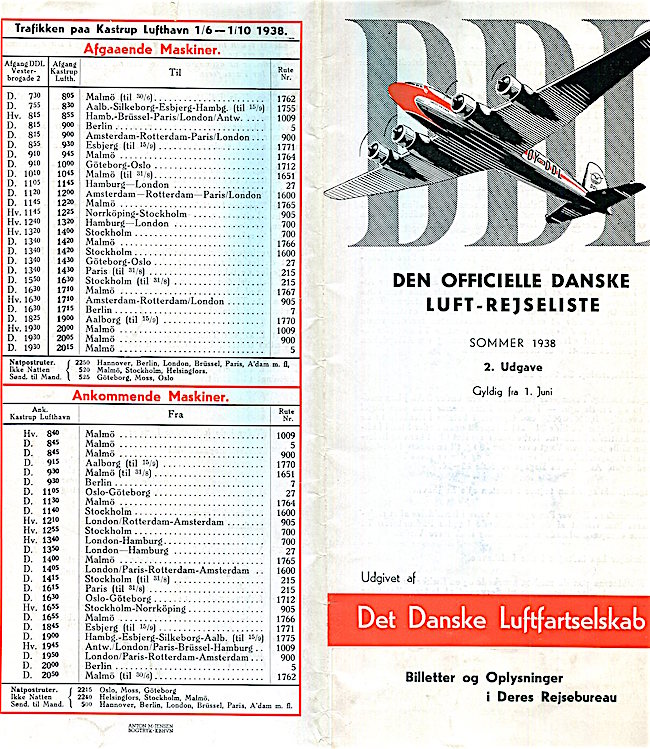 Trafikken paa Kastrup Lufthavn 1/6—1/10 1938.
Afgaaende Maskiner.
Afgang DDL Vester- brogade 2 | Afgang Kastrup Lufth. | Til | Rute Nr.
D. 7³⁰ 8⁰⁵ Malmö (til ³⁰/₆) 1762
D. 7⁵⁵ 8³⁰ Aalb.-Silkeborg-Esbjerg-Hambg. (til ¹⁵/₉) 1755
Hv. 8¹⁵ 8⁵⁵ Hamb.-Brüssel-Paris/London/Antw. 1009
D. 8¹⁵ 9⁰⁰ Berlin 5
D. 8¹⁵ 9⁰⁰ Amsterdam-Rotterdam-Paris/London 900
D. 8⁵⁵ 9³⁰ Esbjerg (til ¹⁵/₉) 1771
D. 9¹⁰ 9⁴⁵ Malmö 1764
D. 9¹⁰ 10⁰⁰ Göteborg-Oslo 1712
D. 10¹⁰ 10⁴⁵ Malmö (til ³¹/₈) 1651
D. 11⁰⁵ 11⁴⁵ Hamburg—London 27
D. 11²⁰ 12⁰⁰ Amsterdam—Rotterdam—Paris/London 1600
D. 11⁴⁵ 12²⁰ Malmö 1765
Hv. 11⁴⁵ 12²⁵ Norrköping-Stockholm 905
Hv. 12⁴⁰ 13²⁰ Hamburg—London 700
Hv. 13²⁰ 14⁰⁰ Stockholm 700
D. 13⁴⁰ 14²⁰ Malmö 1766
D. 13⁴⁰ 14²⁰ Stockholm 1600
D. 13⁴⁰ 14³⁰ Göteborg-Oslo 27
D. 13⁴⁰ 14³⁰ Paris (til ³¹/₈) 215
D. 15⁵⁰ 16³⁰ Stockholm (til ³¹/₈) 215
D. 16³⁰ 17¹⁰ Malmö 1767
Hv. 16³⁰ 17¹⁰ Amsterdam-Rotterdam/London 905
D. 16³⁰ 17¹⁵ Berlin 7
D. 18²⁵ 19⁰⁰ Aalborg (til ¹⁵/₉) 1770
Hv. 19³⁰ 20⁰⁰ Malmö 1009
D. 19³⁰ 20⁰⁵ Malmö 900
D. 19³⁰ 20¹⁵ Malmö 5
Natpostruter. 2250 Hannover, Berlin, London, Brüssel, Paris, A'dam m. fl,
Ikke Natten 520 Malmö, Stockholm, Helsingfors.
Sønd. til Mand. 525 Göteborg, Moss, Oslo
Ankommende Maskiner.
Ank. Kastrup Lufthavn | Fra | Rute Nr.
Hv. 8⁴⁰ Malmö 1009
D. 8⁴⁵ Malmö 5
D. 8⁴⁵ Malmö 900
D. 9¹⁵ Aalborg (til ¹⁵/₉) 1770
D. 9³⁰ Malmö (til ³¹/₈) 1651
D. 9³⁰ Berlin 7
D. 11⁰⁵ Oslo-Göteborg 27
D. 11³⁰ Malmö 1764
D. 11⁴⁰ Stockholm 1600
Hv. 12¹⁰ London/Rotterdam-Amsterdam 905
Hv. 12⁵⁵ Stockholm 700
Hv. 13⁴⁰ London-Hamburg 700
D. 13⁵⁰ London—Hamburg 27
D. 14⁰⁰ Malmö 1765
D. 14⁰⁵ London/Paris-Rotterdam-Amsterdam 1600
D. 14¹⁵ Stockholm (til ³¹/₈) 215
D. 16¹⁵ Paris (til ³¹/₈) 215
D. 16³⁰ Oslo-Göteborg 1712
Hv. 16⁵⁵ Stockholm-Norrköping 905
D. 16⁵⁵ Malmö 1766
D. 18⁴⁵ Esbjerg (til ¹⁵/₉) 1771
D. 19⁰⁰ Hambg.-Esbjerg-Silkeborg-Aalb. (til ¹⁵/₉) 1775
Hv. 19⁴⁵ Antw./London/Paris-Brüssel-Hamburg 1009
D. 19⁵⁰ London/Paris-Rotterdam-Amsterdam 900
D. 20⁰⁰ Berlin 5
D. 20⁵⁰ Malmö (til ³⁰/₆) 1762
Natpostruter. 2215 Oslo, Moss, Göteborg
Ikke Natten 2240 Helsingfors, Stockholm, Malmö.
Sønd. til Mand. 500 Hannover, Berlin, London, Brüssel, Paris, A'dam m. fl.
ANTON M. JENSEN
BOGTRYK-KBHVN
DDL
OY-DDL
DEN OFFICIELLE DANSKE
LUFT-REJSELISTE
SOMMER 1938
2. Udgave
Gyldig fra 1. Juni
Udgivet af
Det Danske Luftfartselskab
Billetter og Oplysninger
i Deres Rejsebureau